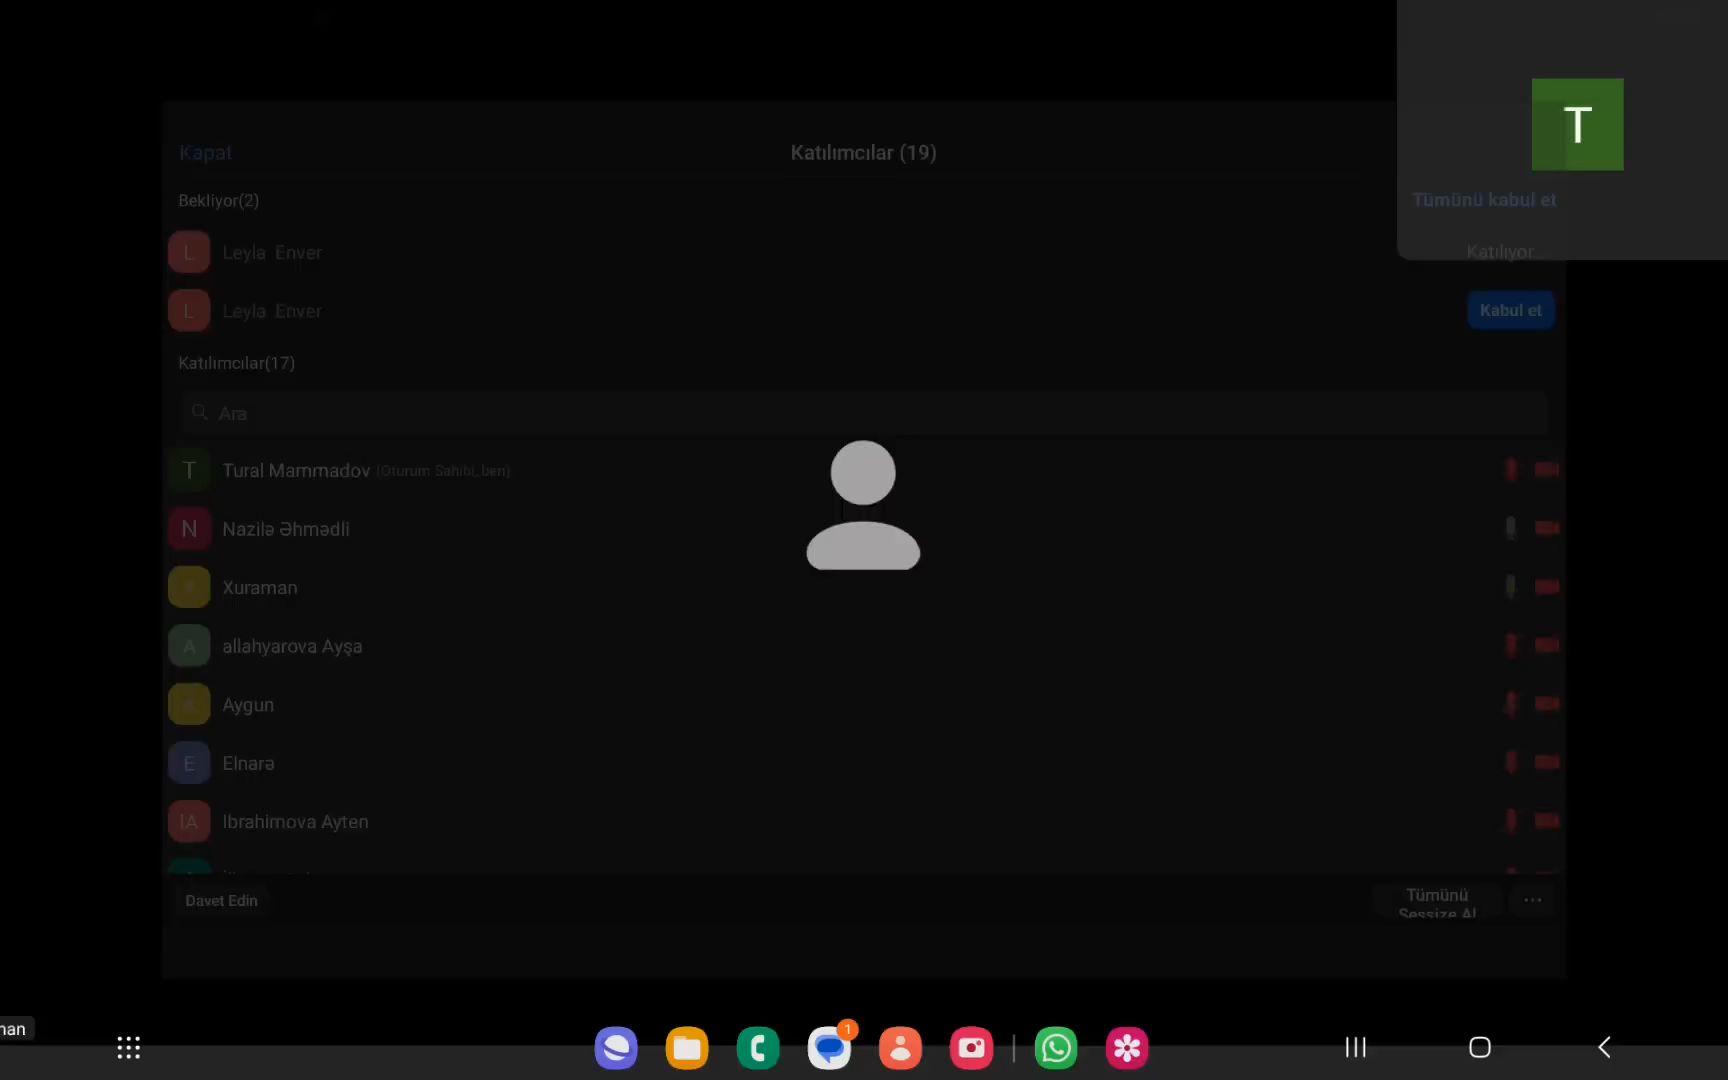 T
Kapat
Katılımcılar (19)
Bekliyor(2)
Tümünü kabul et
L
Leyla Enver
Katılıyor...
L
Leyla Enver
Kabul et
Katılımcılar(17)
Ara
T
Tural Mammadov (Oturum Sahibi, ben)
N
Nazilə Əhmədli
Xuraman
A
allahyarova Ayşa
A
Aygun
E
Elnarə
IA
Ibrahimova Ayten
Davet Edin
Tümünü
Sessize Al
man
1